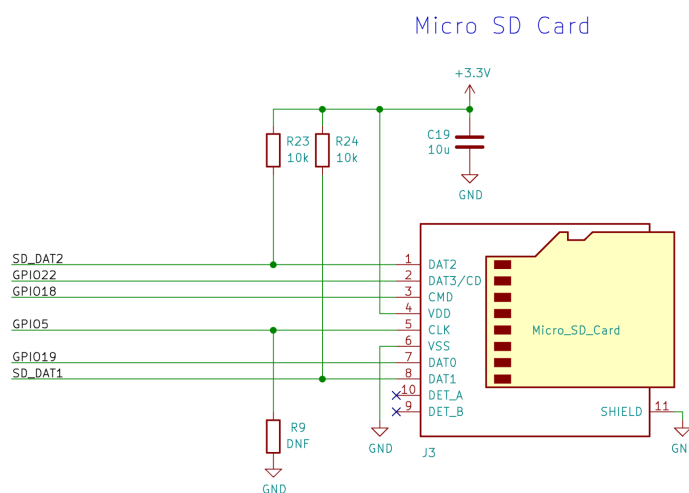 Micro SD Card
+3.3V
R23
10k
R24
10k
C19
10u
GND
SD_DAT2
GPIO22
GPIO18
GPIO5
GPIO19
SD_DAT1
1
2
3
4
5
6
7
8
10
9
DAT2
DAT3/CD
CMD
VDD
CLK
VSS
DAT0
DAT1
DET_A
DET_B
Micro_SD_Card
SHIELD
11
R9
DNF
GND
GND
J3
GN